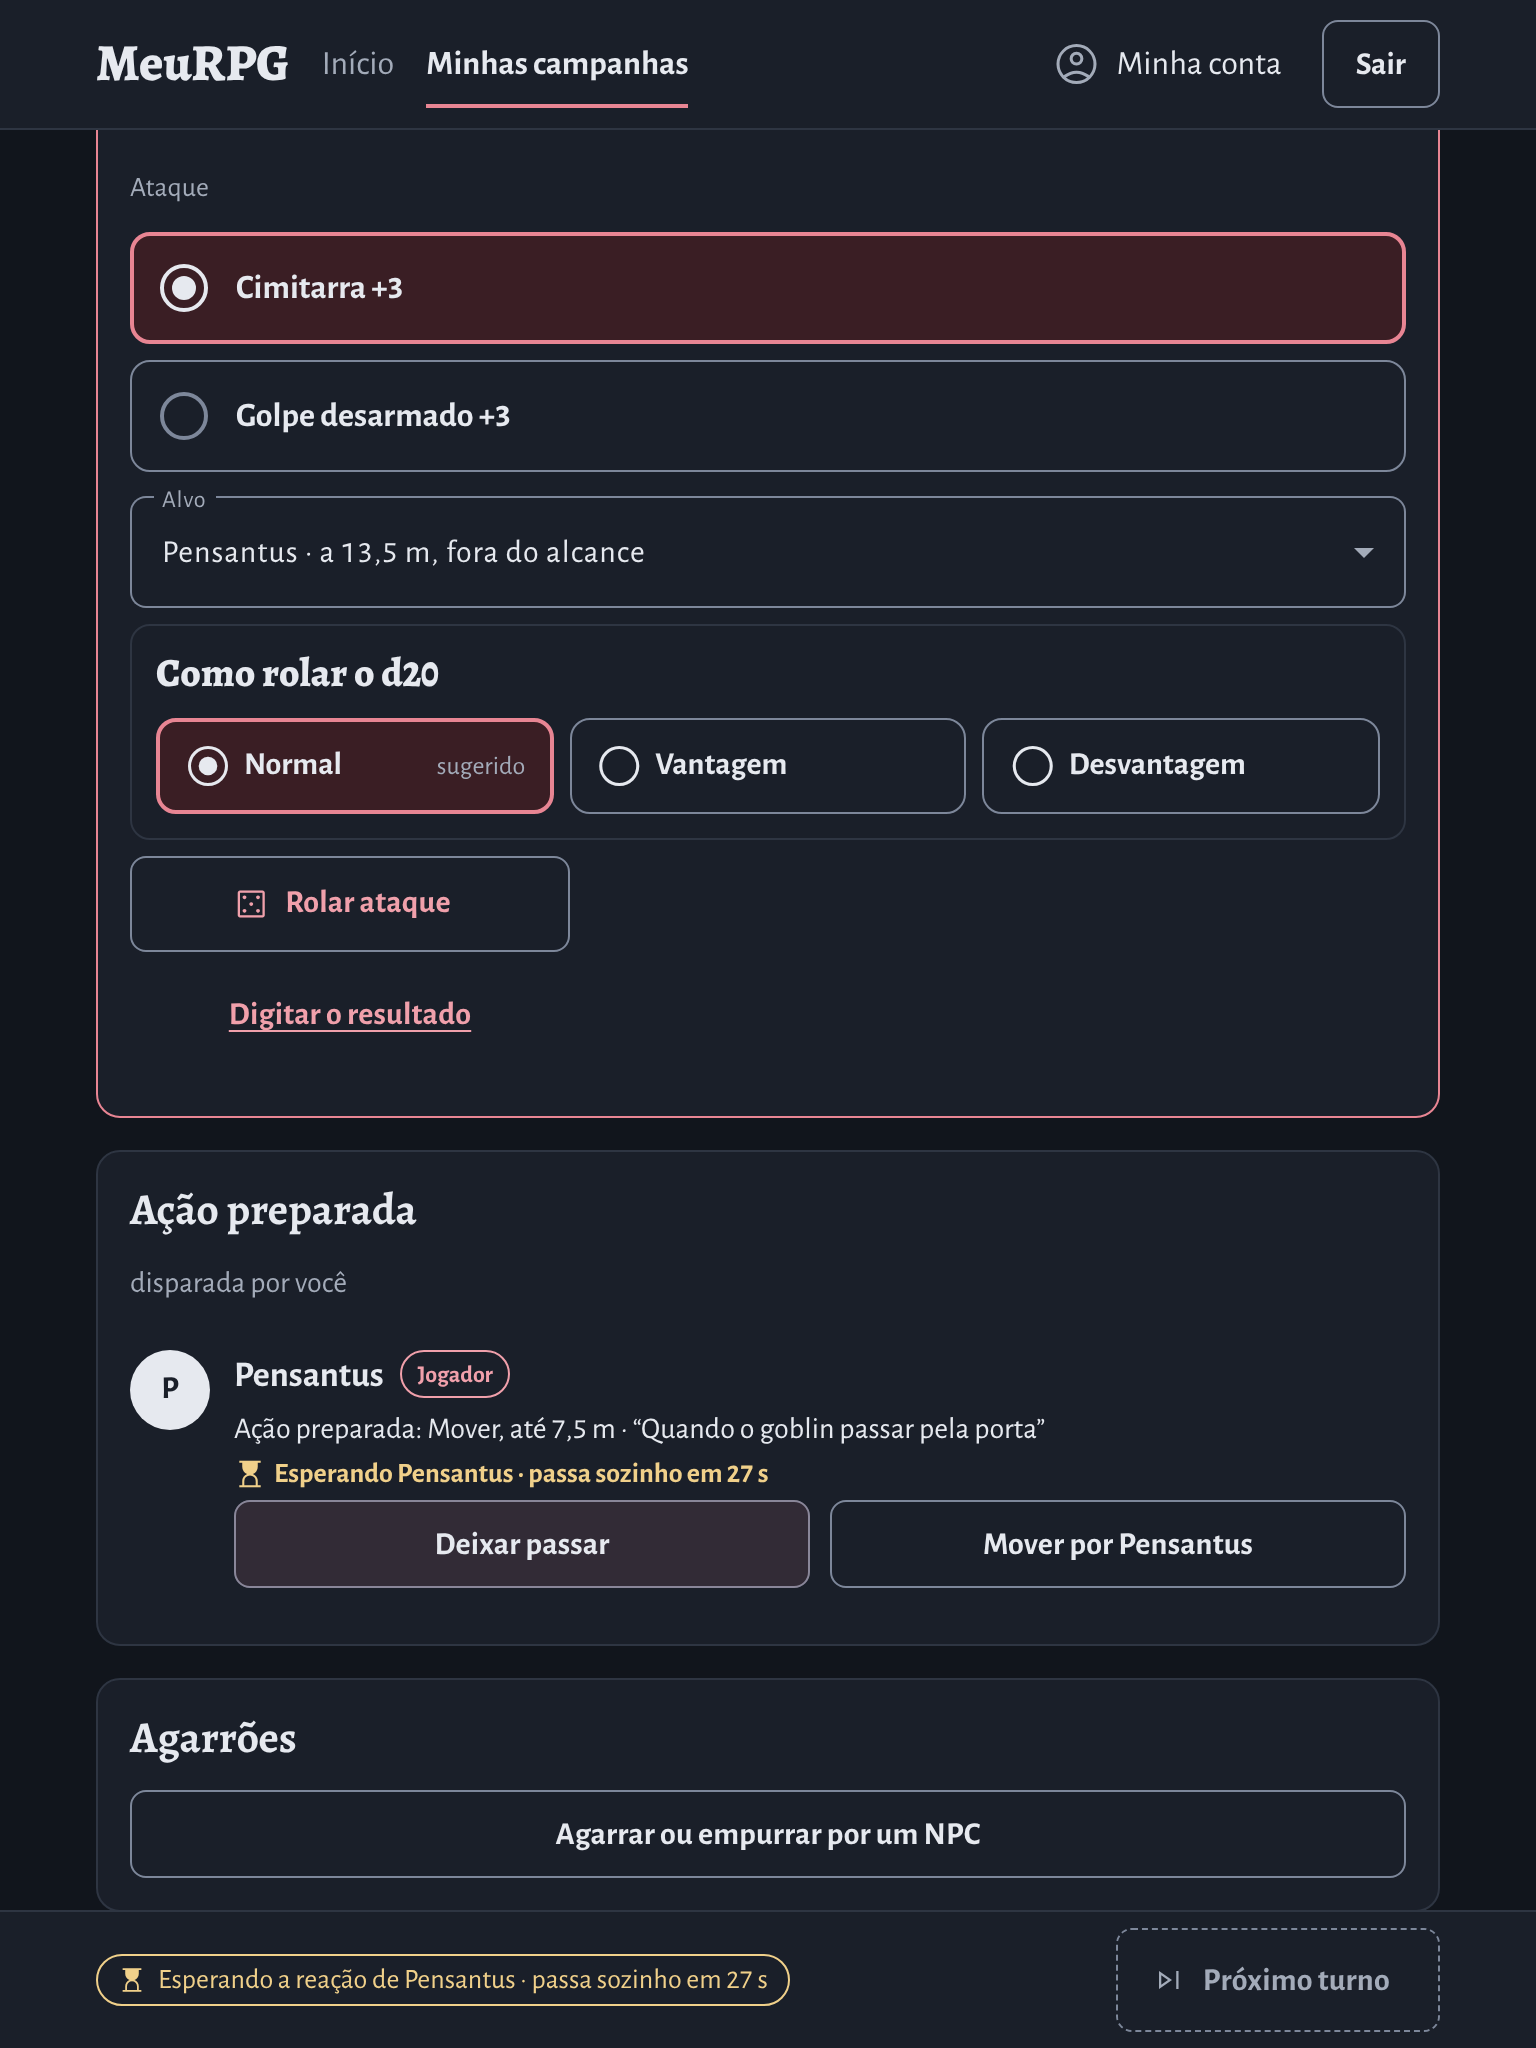 MeuRPG
Início
Minhas campanhas
Minha conta
Sair
Ataque
Cimitarra +3
Golpe desarmado +3
Alvo
Pensantus · a 13,5 m, fora do alcance
Como rolar o d20
Normal
sugerido
Vantagem
Desvantagem
Rolar ataque
Digitar o resultado
Ação preparada
disparada por você
P
Pensantus
Jogador
Ação preparada: Mover, até 7,5 m · “Quando o goblin passar pela porta”
Esperando Pensantus · passa sozinho em 27 s
Deixar passar
Mover por Pensantus
Agarrões
Agarrar ou empurrar por um NPC
Esperando a reação de Pensantus · passa sozinho em 27 s
Próximo turno